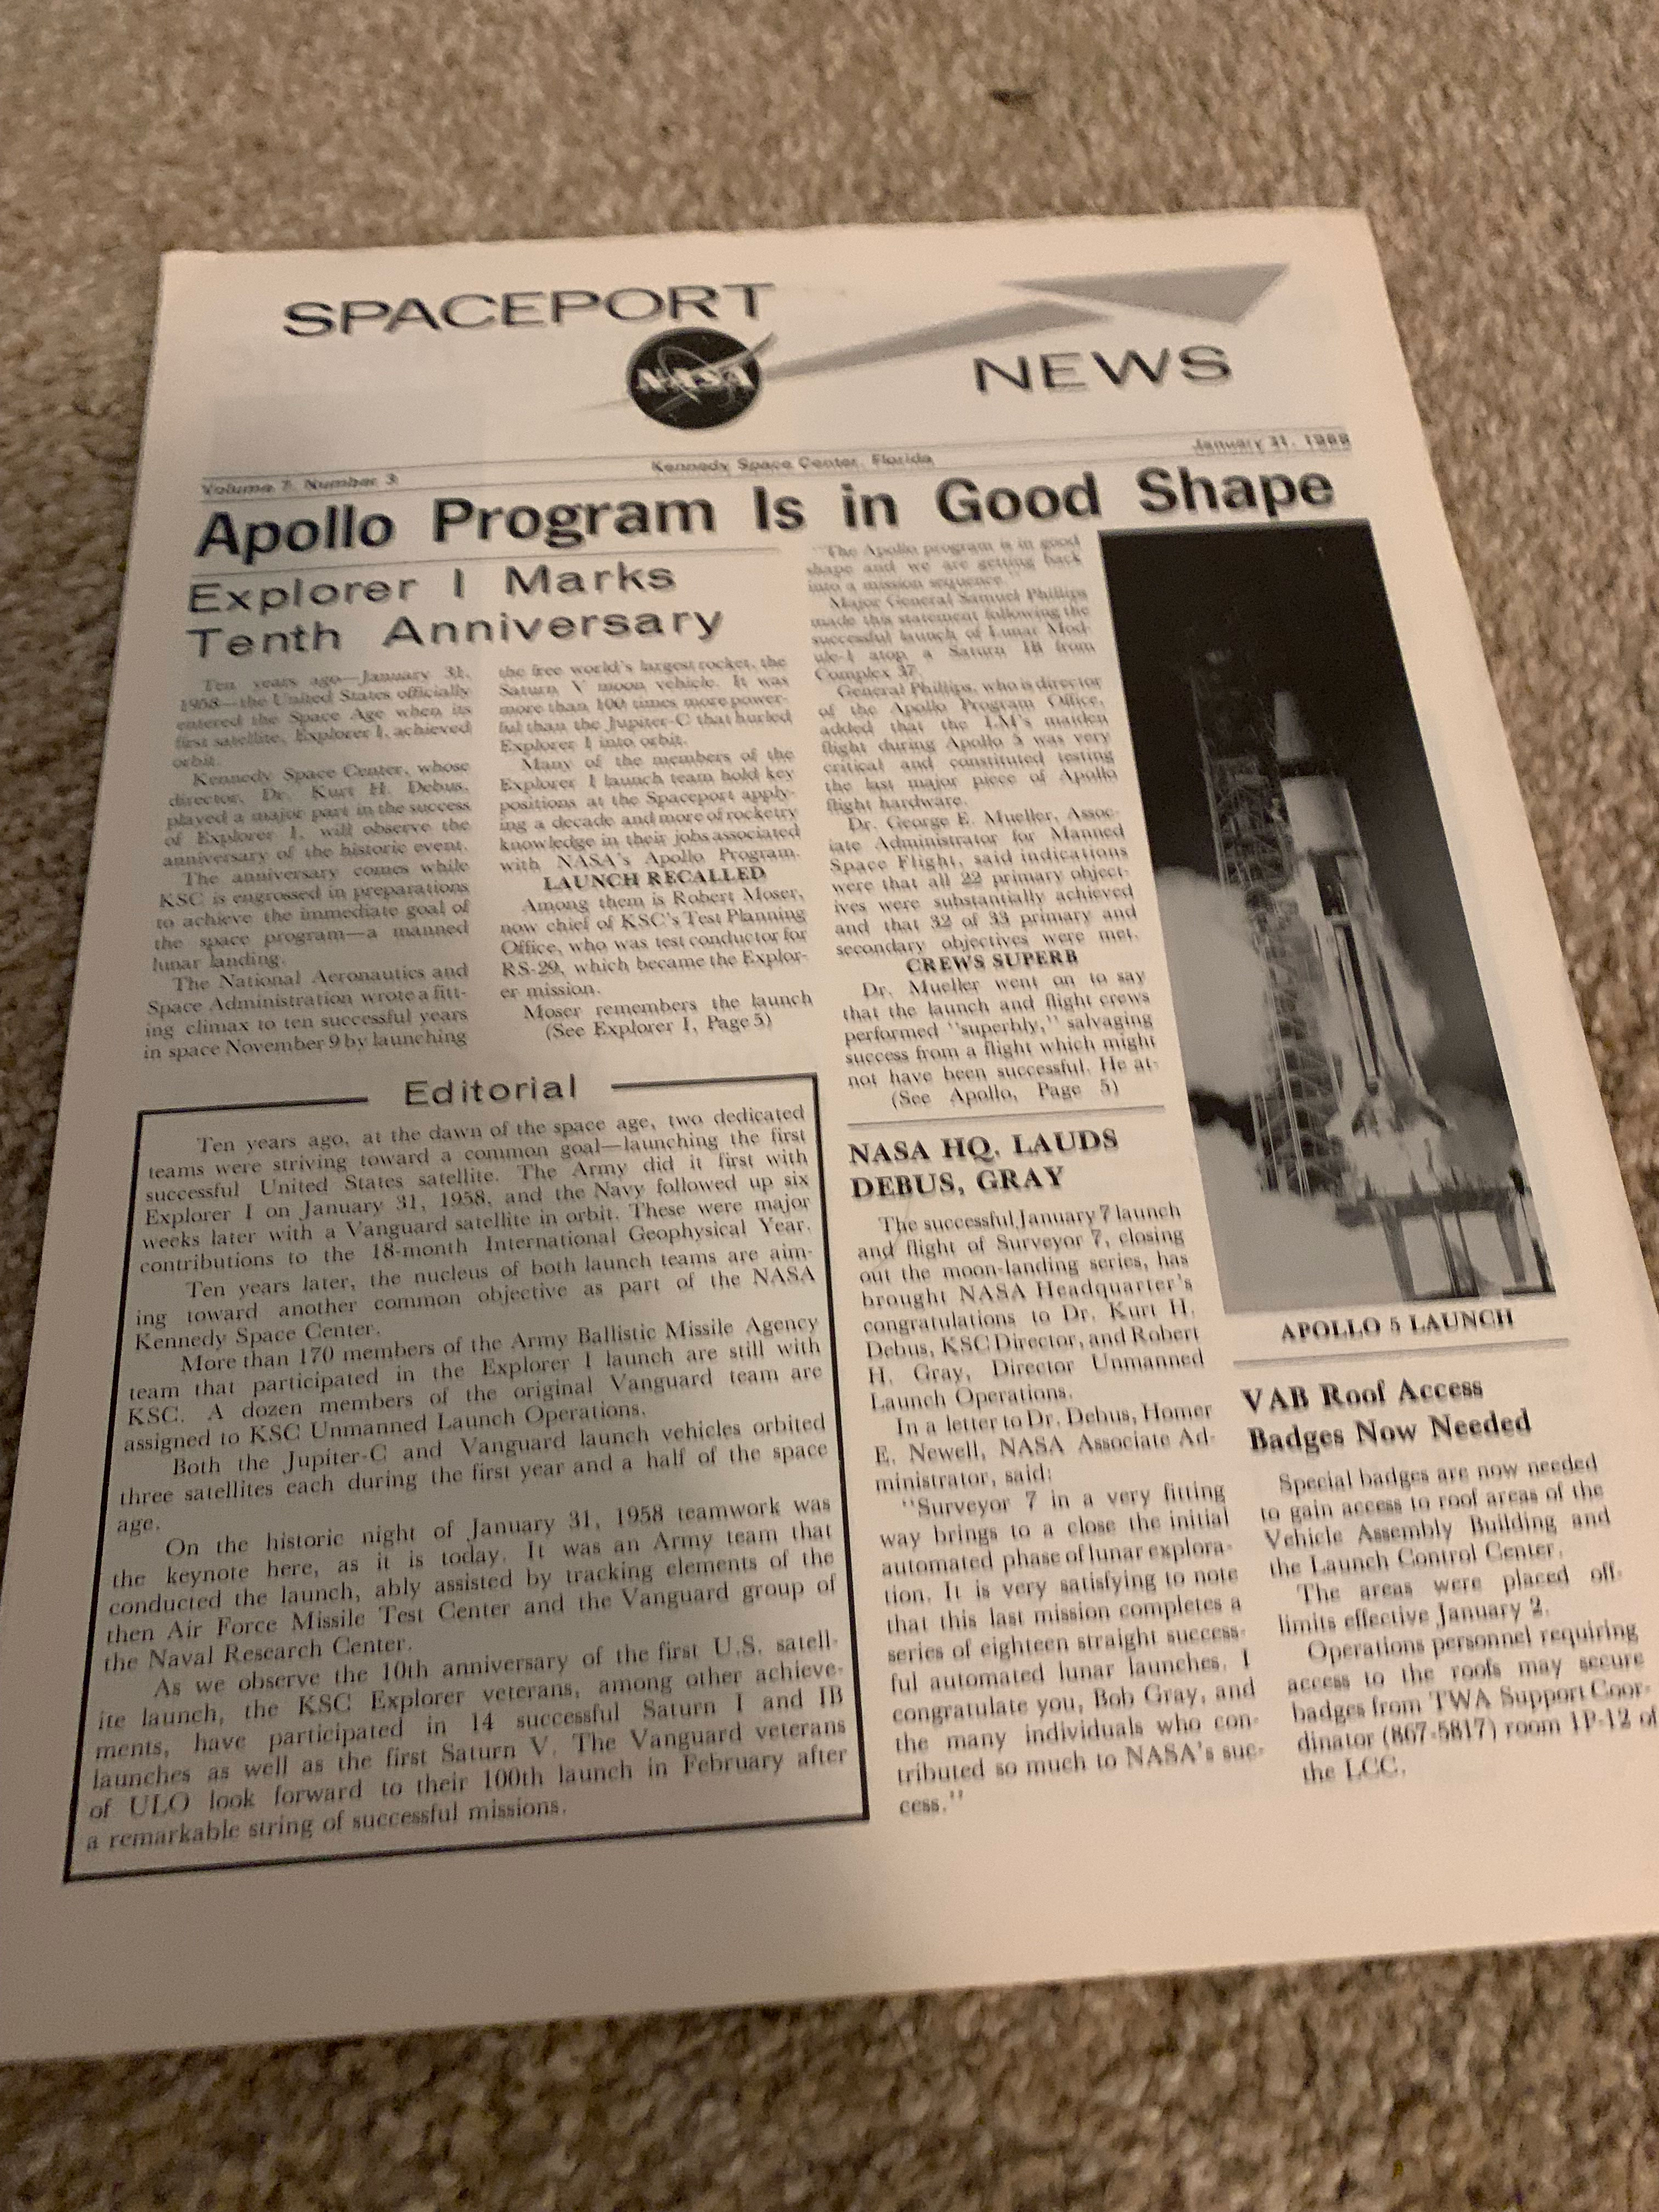 SPACEPORT
NASA
NEWS
Volume 7, Number 3
Kennedy Space Center, Florida
January 31, 1968
Apollo Program Is in Good Shape
Explorer I Marks
Tenth Anniversary
Ten years ago—January 31,
1958—the United States officially
entered the Space Age when its
first satellite, Explorer I, achieved
orbit.
Kennedy Space Center, whose
director, Dr. Kurt H. Debus,
played a major part in the success
of Explorer I, will observe the
anniversary of the historic event.
The anniversary comes while
KSC is engrossed in preparations
to achieve the immediate goal of
the space program—a manned
lunar landing.
The National Aeronautics and
Space Administration wrote a fitt-
ing climax to ten successful years
in space November 9 by launching
the free world's largest rocket, the
Saturn V moon vehicle. It was
more than 100 times more power-
ful than the Jupiter-C that hurled
Explorer I into orbit.
Many of the members of the
Explorer I launch team hold key
positions at the Spaceport apply-
ing a decade and more of rocketry
knowledge in their jobs associated
with NASA's Apollo Program.
LAUNCH RECALLED
Among them is Robert Moser,
now chief of KSC's Test Planning
Office, who was test conductor for
RS-29, which became the Explor-
er mission.
Moser remembers the launch
(See Explorer I, Page 5)
"The Apollo program is in good
shape and we are getting back
into a mission sequence."
Major General Samuel Phillips
made this statement following the
successful launch of Lunar Mod-
ule-1 atop a Saturn IB from
Complex 37.
General Phillips, who is director
of the Apollo Program Office,
added that the LM's maiden
flight during Apollo 5 was very
critical and constituted testing
the last major piece of Apollo
flight hardware.
Dr. George E. Mueller, Assoc-
iate Administrator for Manned
Space Flight, said indications
were that all 22 primary object-
ives were substantially achieved
and that 32 of 33 primary and
secondary objectives were met.
CREWS SUPERB
Dr. Mueller went on to say
that the launch and flight crews
performed "superbly," salvaging
success from a flight which might
not have been successful. He at-
(See Apollo, Page 5)
APOLLO 5 LAUNCH
Editorial
Ten years ago, at the dawn of the space age, two dedicated
teams were striving toward a common goal—launching the first
successful United States satellite. The Army did it first with
Explorer I on January 31, 1958, and the Navy followed up six
weeks later with a Vanguard satellite in orbit. These were major
contributions to the 18-month International Geophysical Year.
Ten years later, the nucleus of both launch teams are aim-
ing toward another common objective as part of the NASA
Kennedy Space Center.
More than 170 members of the Army Ballistic Missile Agency
team that participated in the Explorer I launch are still with
KSC. A dozen members of the original Vanguard team are
assigned to KSC Unmanned Launch Operations.
Both the Jupiter-C and Vanguard launch vehicles orbited
three satellites each during the first year and a half of the space
age.
On the historic night of January 31, 1958 teamwork was
the keynote here, as it is today. It was an Army team that
conducted the launch, ably assisted by tracking elements of the
then Air Force Missile Test Center and the Vanguard group of
the Naval Research Center.
As we observe the 10th anniversary of the first U.S. satell-
ite launch, the KSC Explorer veterans, among other achieve-
ments, have participated in 14 successful Saturn I and IB
launches as well as the first Saturn V. The Vanguard veterans
of ULO look forward to their 100th launch in February after
a remarkable string of successful missions.
NASA HQ. LAUDS
DEBUS, GRAY
The successful January 7 launch
and flight of Surveyor 7, closing
out the moon-landing series, has
brought NASA Headquarter's
congratulations to Dr. Kurt H.
Debus, KSC Director, and Robert
H. Gray, Director Unmanned
Launch Operations.
In a letter to Dr. Debus, Homer
E. Newell, NASA Associate Ad-
ministrator, said:
"Surveyor 7 in a very fitting
way brings to a close the initial
automated phase of lunar explora-
tion. It is very satisfying to note
that this last mission completes a
series of eighteen straight success-
ful automated lunar launches. I
congratulate you, Bob Gray, and
the many individuals who con-
tributed so much to NASA's suc-
cess."
VAB Roof Access
Badges Now Needed
Special badges are now needed
to gain access to roof areas of the
Vehicle Assembly Building and
the Launch Control Center.
The areas were placed off-
limits effective January 2.
Operations personnel requiring
access to the roofs may secure
badges from TWA Support Coor-
dinator (867-5817) room 1P-12 of
the LCC.